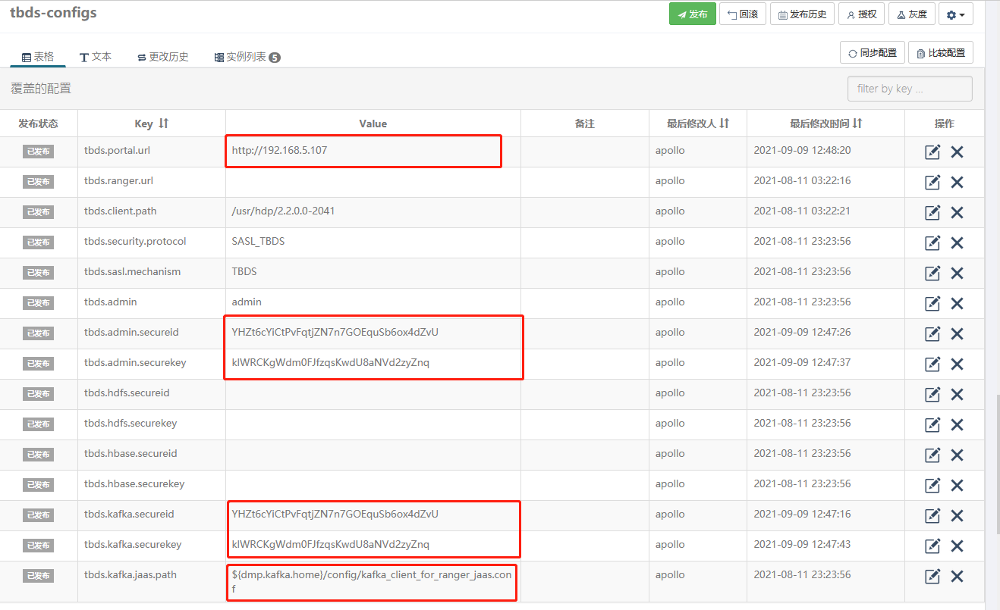 tbds-configs
发布 回滚 发布历史 授权 灰度
表格 文本 更改历史 实例列表 5 同步配置 比较配置
覆盖的配置 filter by key ...
发布状态 Key Value 备注 最后修改人 最后修改时间 操作
已发布 tbds.portal.url http://192.168.5.107 apollo 2021-09-09 12:48:20
已发布 tbds.ranger.url apollo 2021-08-11 03:22:16
已发布 tbds.client.path /usr/hdp/2.2.0.0-2041 apollo 2021-08-11 03:22:21
已发布 tbds.security.protocol SASL_TBDS apollo 2021-08-11 23:23:56
已发布 tbds.sasl.mechanism TBDS apollo 2021-08-11 23:23:56
已发布 tbds.admin admin apollo 2021-08-11 23:23:56
已发布 tbds.admin.secureid YHZt6cYiCtPvFqtjZN7n7GOEquSb6ox4dZvU apollo 2021-09-09 12:47:26
已发布 tbds.admin.securekey klWRCKgWdm0FJfzqsKwdU8aNVd2zyZnq apollo 2021-09-09 12:47:37
已发布 tbds.hdfs.secureid apollo 2021-08-11 23:23:56
已发布 tbds.hdfs.securekey apollo 2021-08-11 23:23:56
已发布 tbds.hbase.secureid apollo 2021-08-11 23:23:56
已发布 tbds.hbase.securekey apollo 2021-08-11 23:23:56
已发布 tbds.kafka.secureid YHZt6cYiCtPvFqtjZN7n7GOEquSb6ox4dZvU apollo 2021-09-09 12:47:16
已发布 tbds.kafka.securekey klWRCKgWdm0FJfzqsKwdU8aNVd2zyZnq apollo 2021-09-09 12:47:43
已发布 tbds.kafka.jaas.path ${dmp.kafka.home}/config/kafka_client_for_ranger_jaas.con apollo 2021-08-11 23:23:56
f